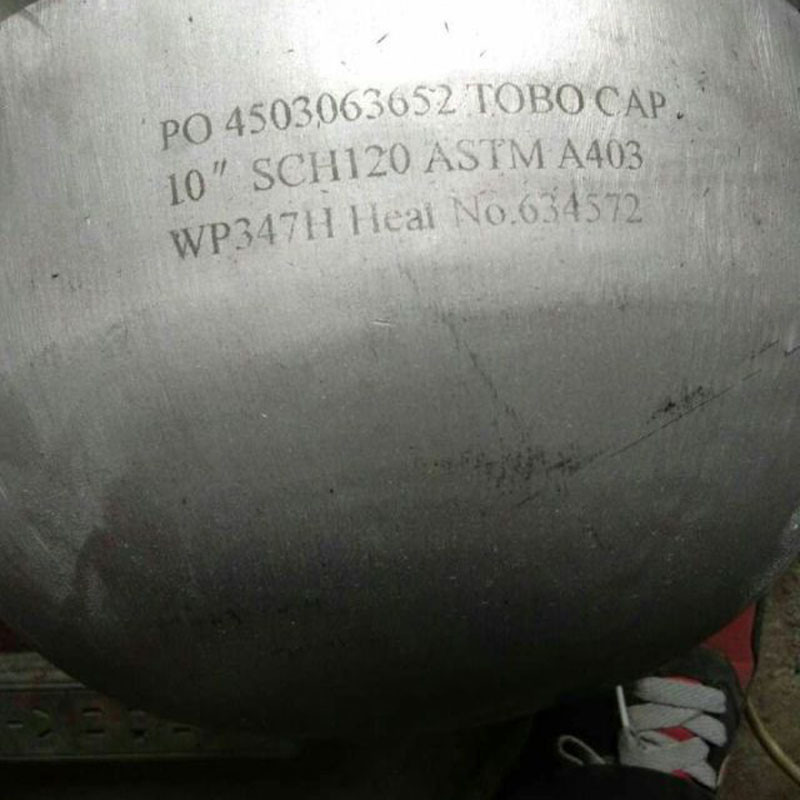 PO 4503063652 TOBO CAP.
10" SCH120 ASTM A403
WP347H Heat No.634572